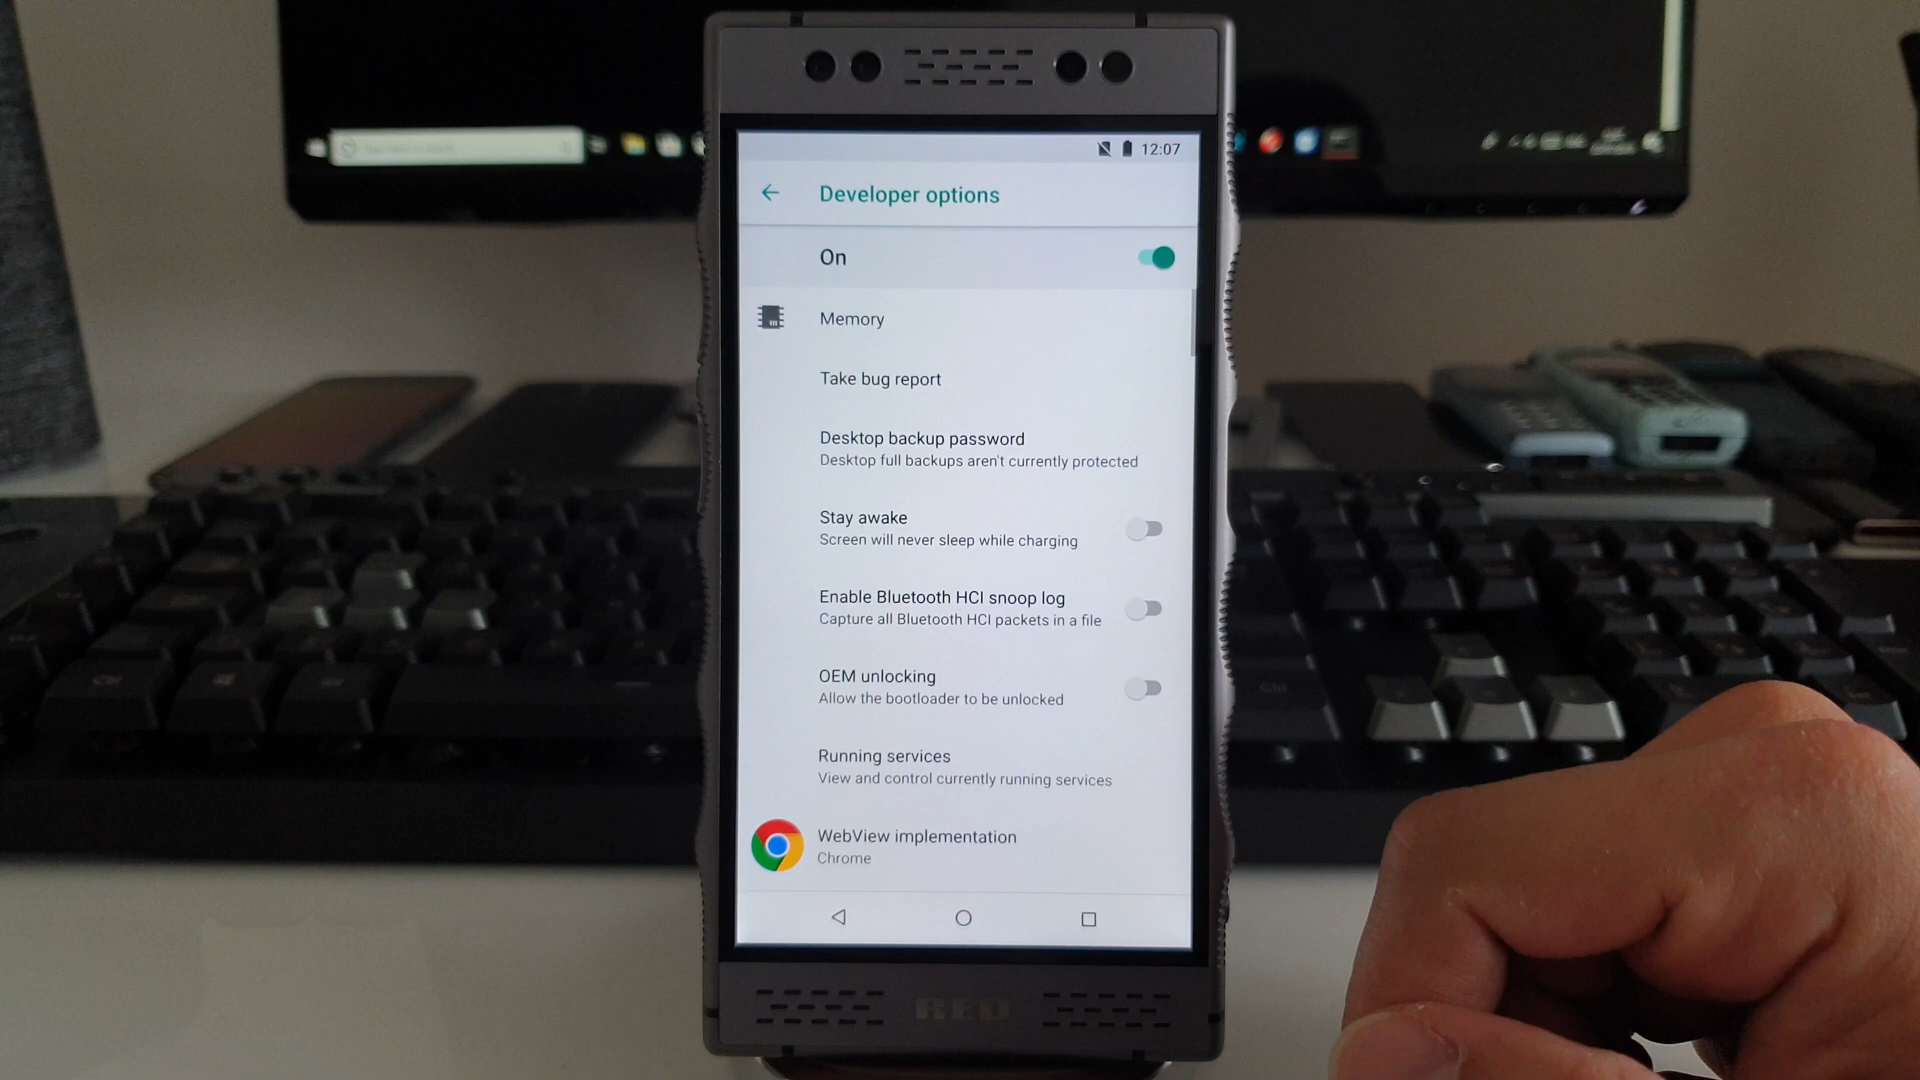 12:07
Developer options
On
Memory
Take bug report
Desktop backup password
Desktop full backups aren't currently protected
Stay awake
Screen will never sleep while charging
Enable Bluetooth HCI snoop log
Capture all Bluetooth HCI packets in a file
OEM unlocking
Allow the bootloader to be unlocked
Running services
View and control currently running services
WebView implementation
Chrome
RED